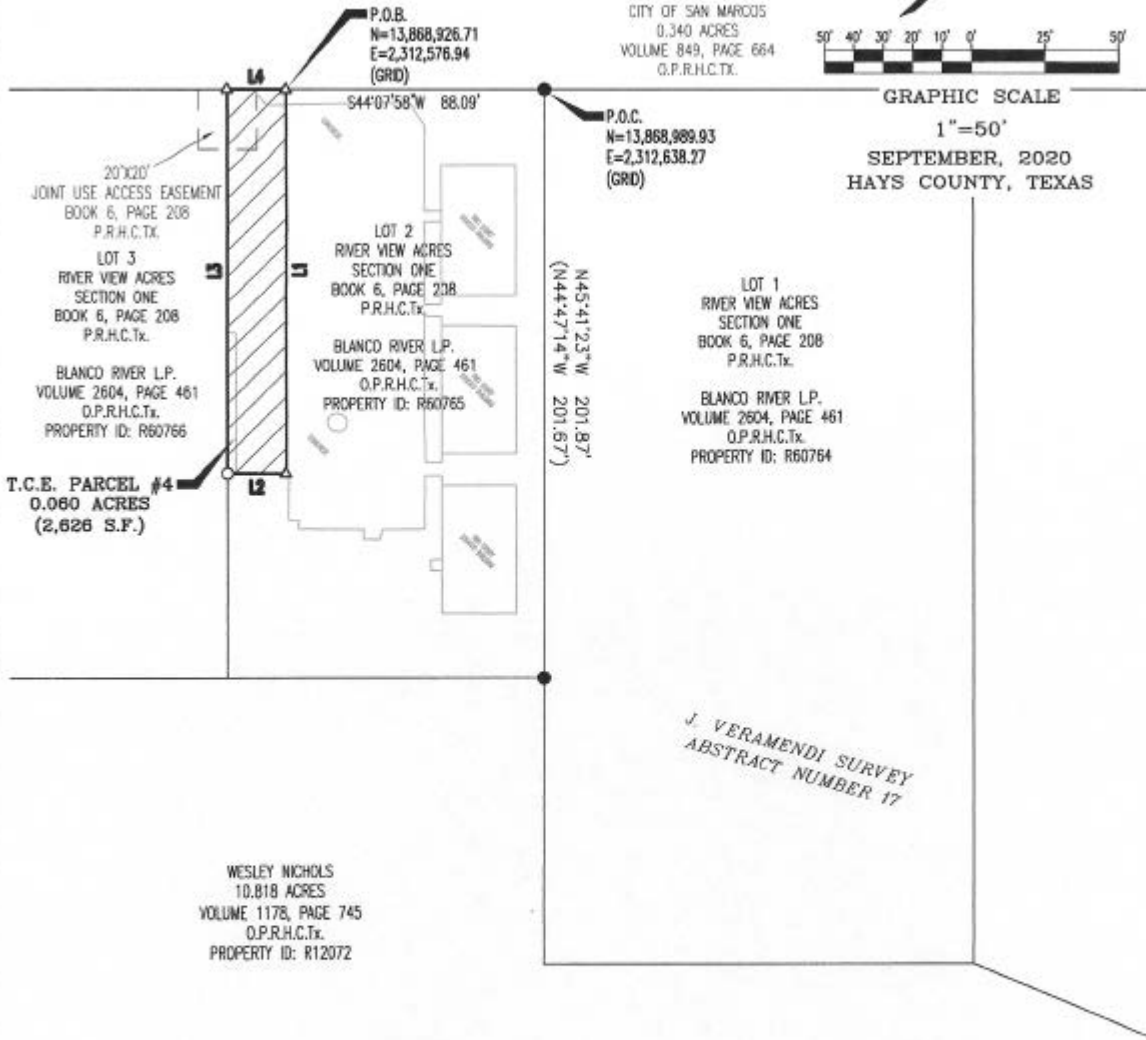 P.O.B.
N=13,868,926.71
E=2,312,576.94
(GRID)
CITY OF SAN MARCOS
0.340 ACRES
VOLUME 849, PAGE 664
O.P.R.H.C.TX.
50' 40' 30' 20' 10' 0' 25' 50'
GRAPHIC SCALE
1"=50'
SEPTEMBER, 2020
HAYS COUNTY, TEXAS
L4
S44°07'58"W 88.09'
P.O.C.
N=13,868,989.93
E=2,312,638.27
(GRID)
20'X20'
JOINT USE ACCESS EASEMENT
BOOK 6, PAGE 208
P.R.H.C.TX.
LOT 3
RIVER VIEW ACRES
SECTION ONE
BOOK 6, PAGE 208
P.R.H.C.Tx.
BLANCO RIVER L.P.
VOLUME 2604, PAGE 461
O.P.R.H.C.Tx.
PROPERTY ID: R60766
L3
L1
LOT 2
RIVER VIEW ACRES
SECTION ONE
BOOK 6, PAGE 208
P.R.H.C.Tx.
BLANCO RIVER L.P.
VOLUME 2604, PAGE 461
O.P.R.H.C.Tx.
PROPERTY ID: R60765
N45°41'23"W 201.87'
(N44°47'14"W 201.67')
LOT 1
RIVER VIEW ACRES
SECTION ONE
BOOK 6, PAGE 208
P.R.H.C.Tx.
BLANCO RIVER L.P.
VOLUME 2604, PAGE 461
O.P.R.H.C.Tx.
PROPERTY ID: R60764
T.C.E. PARCEL #4
0.060 ACRES
(2,626 S.F.)
L2
J. VERAMENDI SURVEY
ABSTRACT NUMBER 17
WESLEY NICHOLS
10.818 ACRES
VOLUME 1178, PAGE 745
O.P.R.H.C.Tx.
PROPERTY ID: R12072